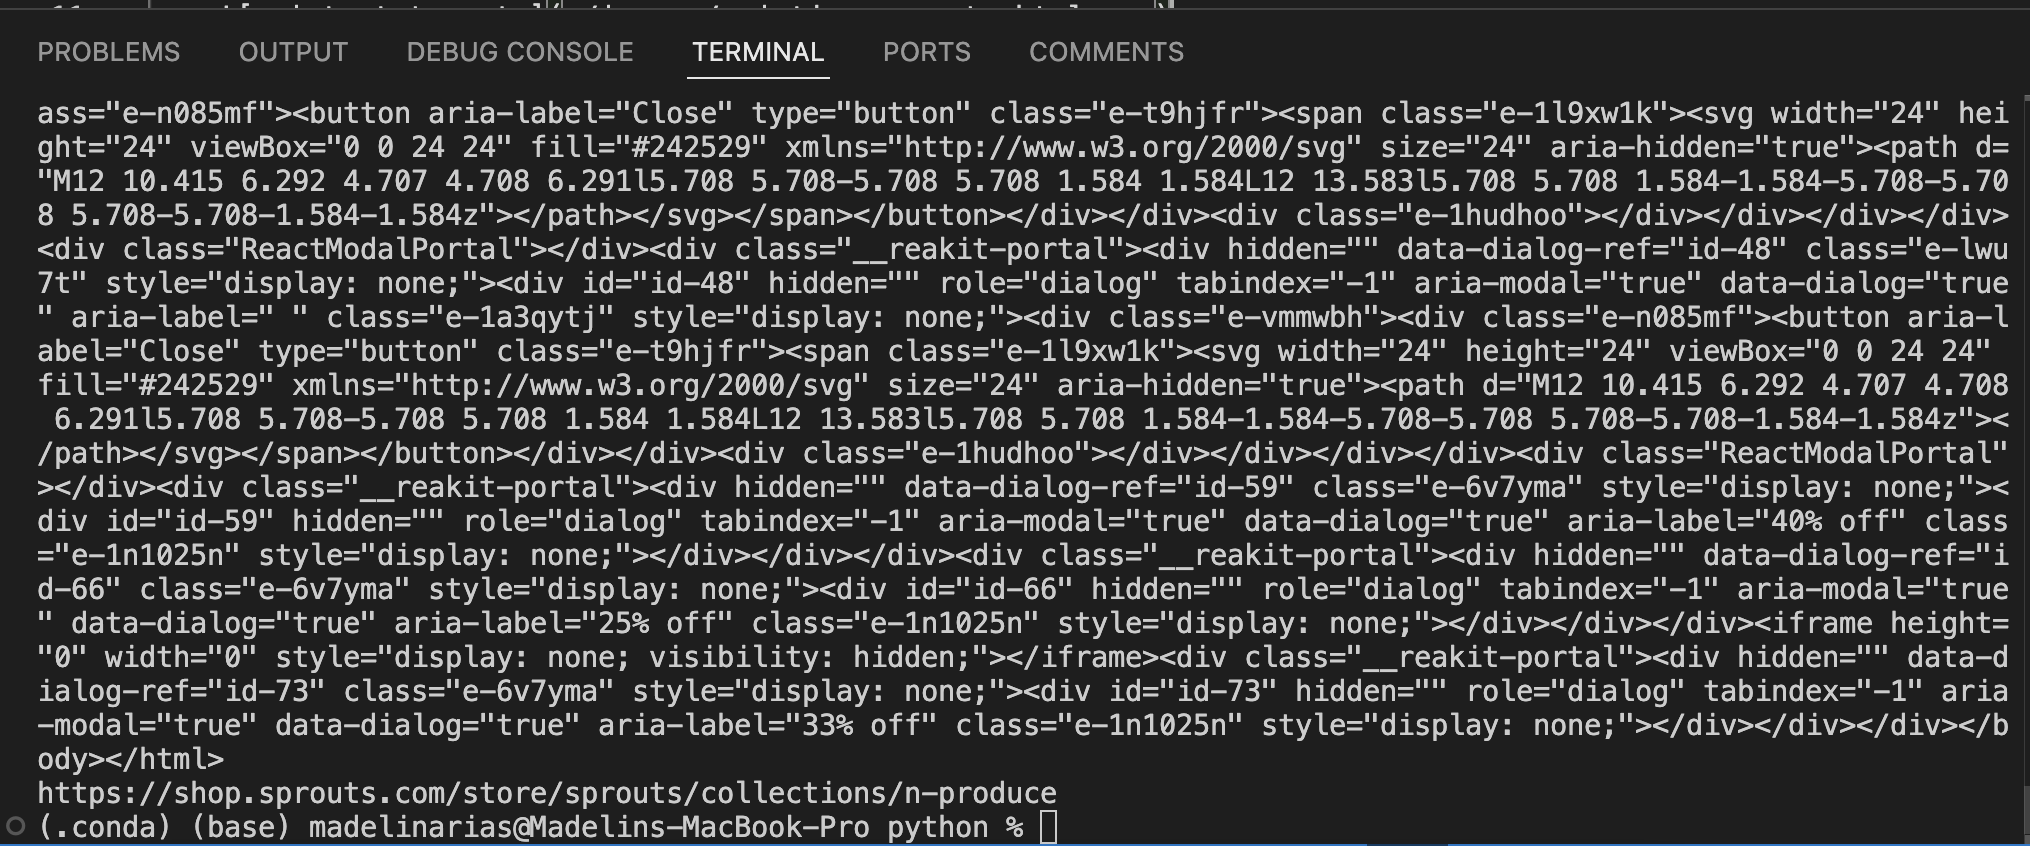 PROBLEMS OUTPUT DEBUG CONSOLE TERMINAL PORTS COMMENTS
ass="e-n085mf"><button aria-label="Close" type="button" class="e-t9hjfr"><span class="e-1l9xw1k"><svg width="24" hei
ght="24" viewBox="0 0 24 24" fill="#242529" xmlns="http://www.w3.org/2000/svg" size="24" aria-hidden="true"><path d=
"M12 10.415 6.292 4.707 4.708 6.291l5.708 5.708-5.708 5.708 1.584 1.584L12 13.583l5.708 5.708 1.584-1.584-5.708-5.70
8 5.708-5.708-1.584-1.584z"></path></svg></span></button></div></div><div class="e-1hudhoo"></div></div></div></div>
<div class="ReactModalPortal"></div><div class="__reakit-portal"><div hidden="" data-dialog-ref="id-48" class="e-lwu
7t" style="display: none;"><div id="id-48" hidden="" role="dialog" tabindex="-1" aria-modal="true" data-dialog="true
" aria-label=" " class="e-1a3qytj" style="display: none;"><div class="e-vmmwbh"><div class="e-n085mf"><button aria-l
abel="Close" type="button" class="e-t9hjfr"><span class="e-1l9xw1k"><svg width="24" height="24" viewBox="0 0 24 24"
fill="#242529" xmlns="http://www.w3.org/2000/svg" size="24" aria-hidden="true"><path d="M12 10.415 6.292 4.707 4.708
 6.291l5.708 5.708-5.708 5.708 1.584 1.584L12 13.583l5.708 5.708 1.584-1.584-5.708-5.708 5.708-5.708-1.584-1.584z"><
/path></svg></span></button></div></div><div class="e-1hudhoo"></div></div></div></div><div class="ReactModalPortal"
></div><div class="__reakit-portal"><div hidden="" data-dialog-ref="id-59" class="e-6v7yma" style="display: none;"><
div id="id-59" hidden="" role="dialog" tabindex="-1" aria-modal="true" data-dialog="true" aria-label="40% off" class
="e-1n1025n" style="display: none;"></div></div></div><div class="__reakit-portal"><div hidden="" data-dialog-ref="i
d-66" class="e-6v7yma" style="display: none;"><div id="id-66" hidden="" role="dialog" tabindex="-1" aria-modal="true
" data-dialog="true" aria-label="25% off" class="e-1n1025n" style="display: none;"></div></div></div><iframe height=
"0" width="0" style="display: none; visibility: hidden;"></iframe><div class="__reakit-portal"><div hidden="" data-d
ialog-ref="id-73" class="e-6v7yma" style="display: none;"><div id="id-73" hidden="" role="dialog" tabindex="-1" aria
-modal="true" data-dialog="true" aria-label="33% off" class="e-1n1025n" style="display: none;"></div></div></div></b
ody></html>
https://shop.sprouts.com/store/sprouts/collections/n-produce
(.conda) (base) madelinarias@Madelins-MacBook-Pro python %